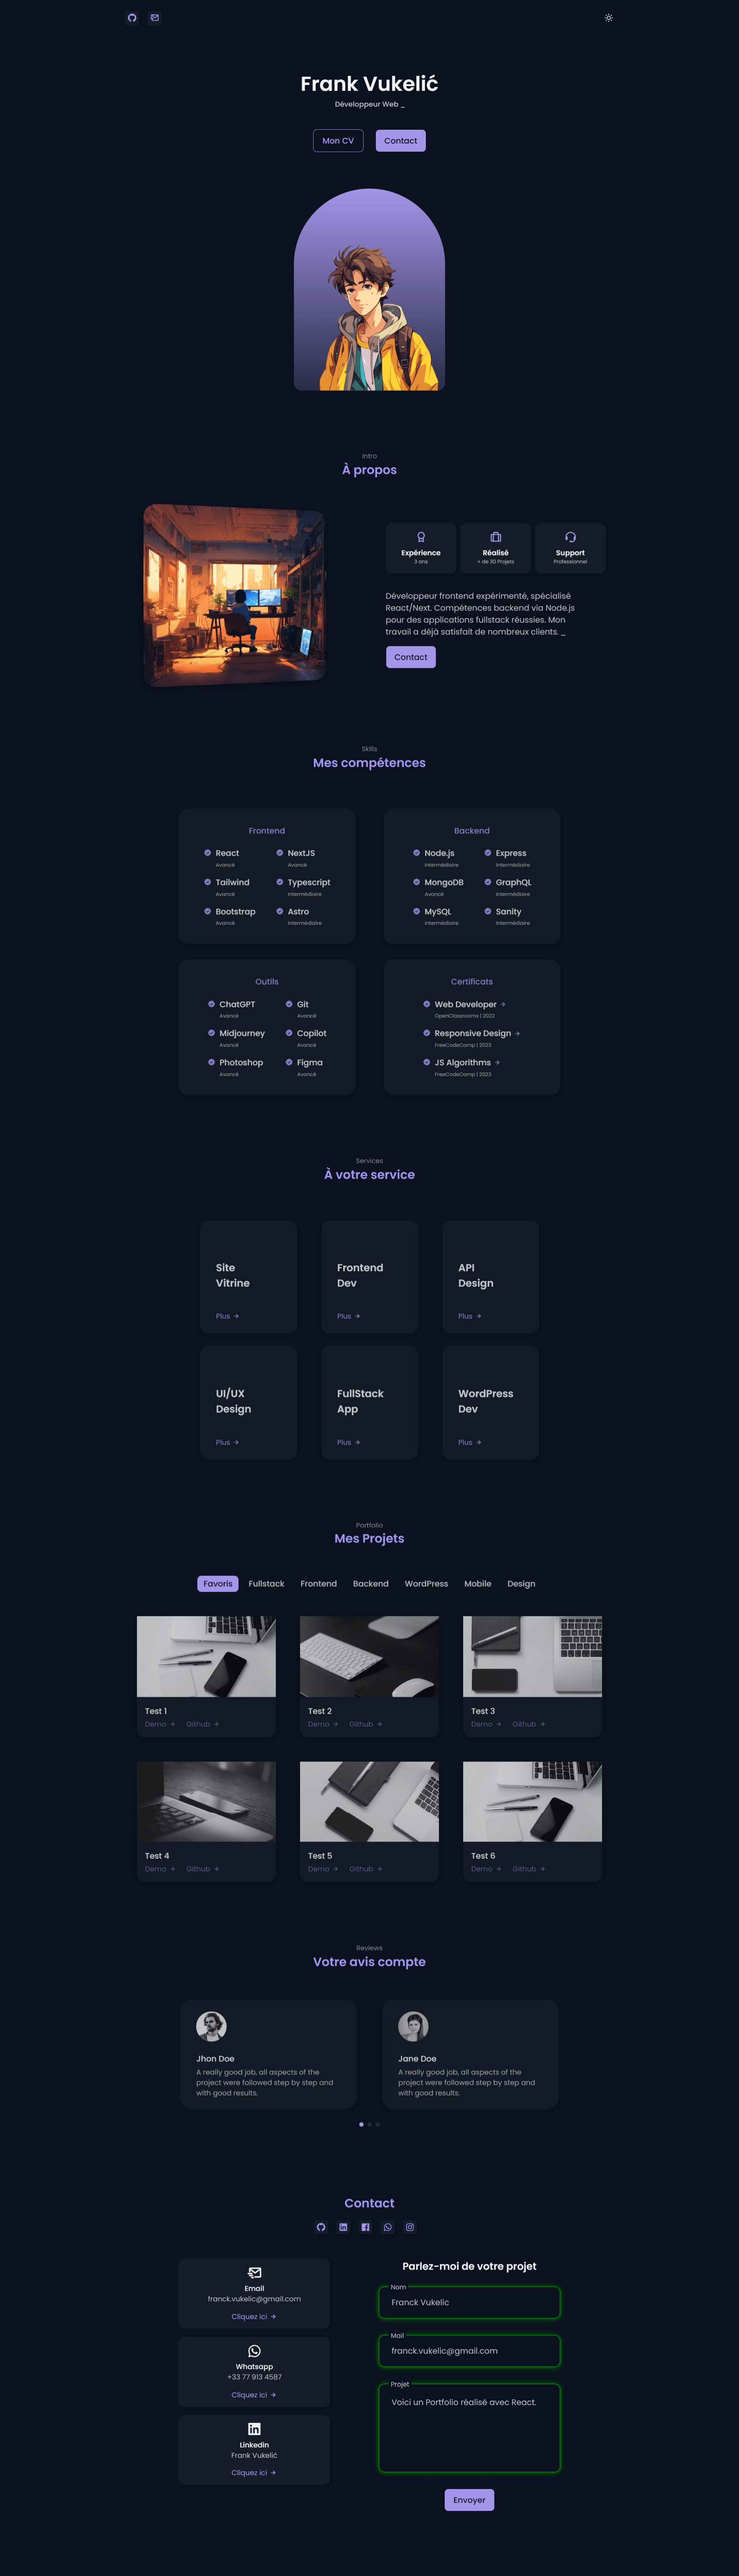 Frank Vukelić
Développeur Web _
Mon CV
Contact
Intro
À propos
Expérience
3 ans
Réalisé
+ de 30 Projets
Support
Professionnel
Développeur frontend expérimenté, spécialisé
React/Next. Compétences backend via Node.js
pour des applications fullstack réussies. Mon
travail a déjà satisfait de nombreux clients. _
Contact
Skills
Mes compétences
Frontend
React
Avancé
NextJS
Avancé
Tailwind
Avancé
Typescript
Intermédiaire
Bootstrap
Avancé
Astro
Intermédiaire
Backend
Node.js
Intermédiaire
Express
Intermédiaire
MongoDB
Avancé
GraphQL
Intermédiaire
MySQL
Intermédiaire
Sanity
Intermédiaire
Outils
ChatGPT
Avancé
Git
Avancé
Midjourney
Avancé
Copilot
Avancé
Photoshop
Avancé
Figma
Avancé
Certificats
Web Developer
OpenClassrooms | 2022
Responsive Design
FreeCodeCamp | 2023
JS Algorithms
FreeCodeCamp | 2023
Services
À votre service
Site
Vitrine
Plus
Frontend
Dev
Plus
API
Design
Plus
UI/UX
Design
Plus
FullStack
App
Plus
WordPress
Dev
Plus
Portfolio
Mes Projets
Favoris
Fullstack
Frontend
Backend
WordPress
Mobile
Design
Test 1
Demo
Github
Test 2
Demo
Github
Test 3
Demo
Github
Test 4
Demo
Github
Test 5
Demo
Github
Test 6
Demo
Github
Reviews
Votre avis compte
Jhon Doe
A really good job, all aspects of the
project were followed step by step and
with good results.
Jane Doe
A really good job, all aspects of the
project were followed step by step and
with good results.
Contact
Email
franck.vukelic@gmail.com
Cliquez ici
Whatsapp
+33 77 913 4587
Cliquez ici
Linkedin
Frank Vukelić
Cliquez ici
Parlez-moi de votre projet
Nom
Franck Vukelic
Mail
franck.vukelic@gmail.com
Projet
Voici un Portfolio réalisé avec React.
Envoyer